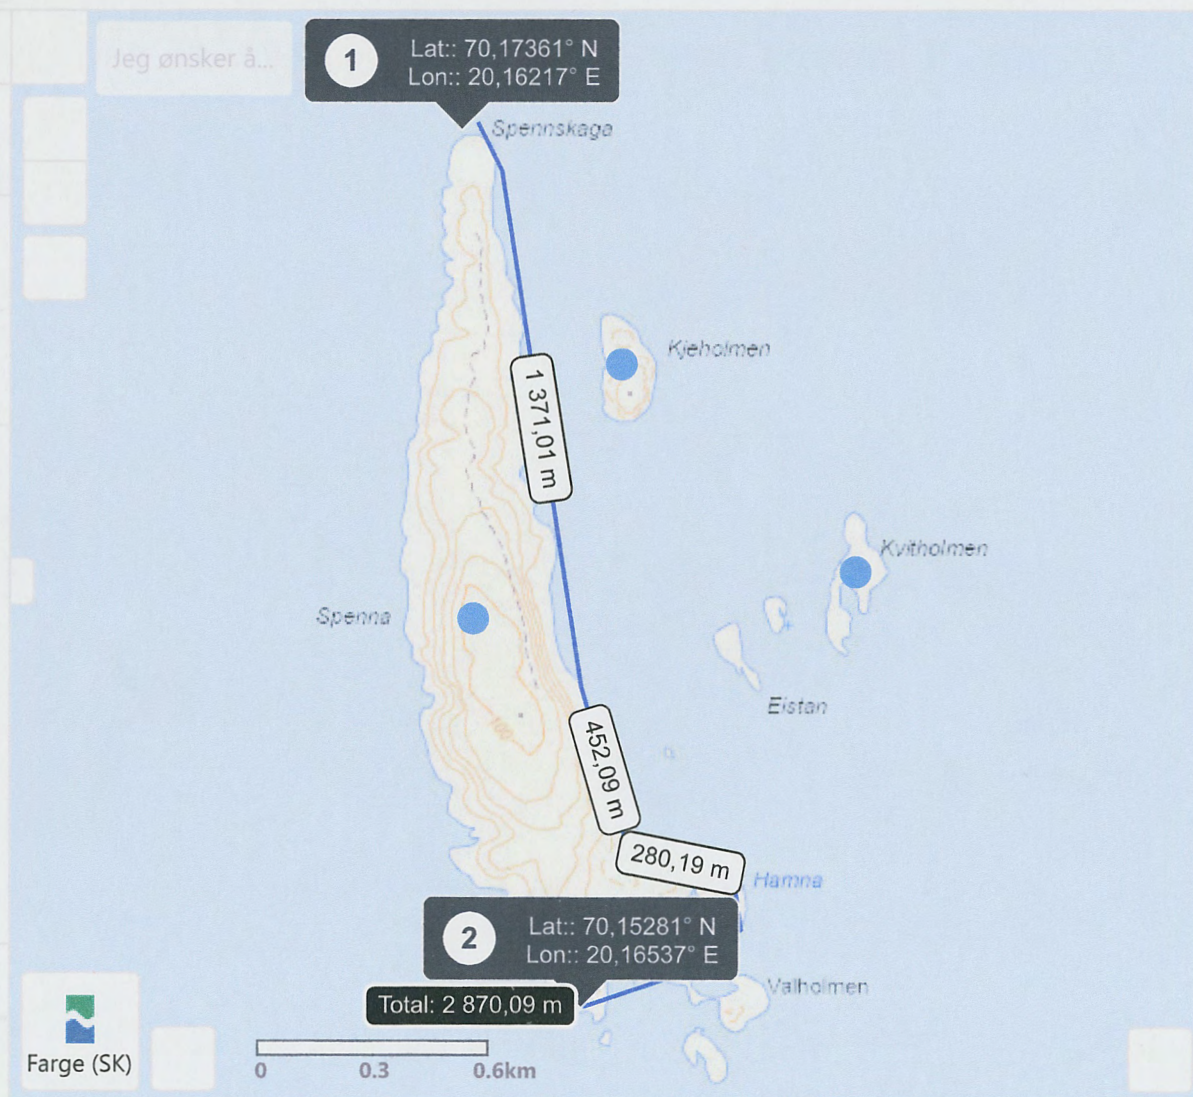 Jeg ønsker å...
1
Lat:: 70,17361° N
Lon:: 20,16217° E
Spennskaga
Kjeholmen
1 371,01 m
Kvitholmen
Spenna
Eistan
100
452,09 m
280,19 m
Hamna
2
Lat:: 70,15281° N
Lon:: 20,16537° E
Valholmen
Total: 2 870,09 m
Farge (SK)
0 0.3 0.6km